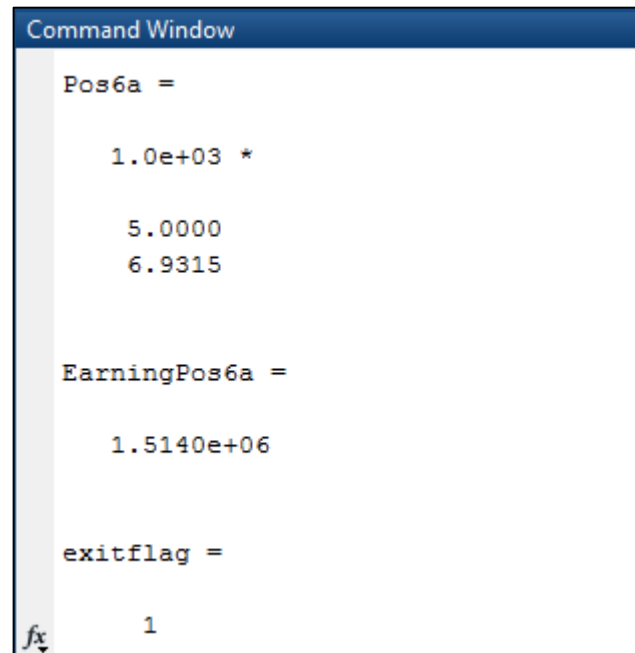 Command Window
Pos6a =
1.0e+03 *
5.0000
6.9315
EarningPos6a =
1.5140e+06
exitflag =
1
fx